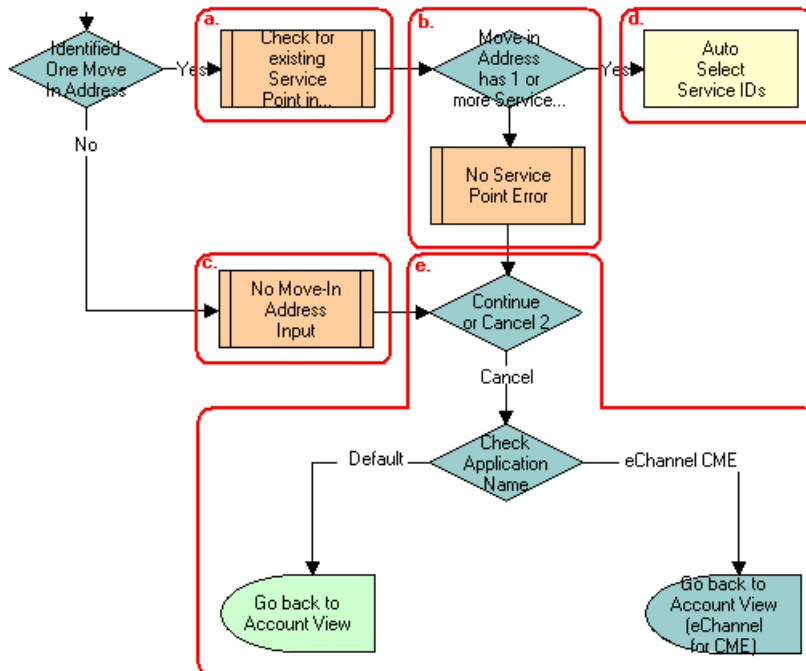 a.
b.
d.
Identified
One Move
In Address
Yes
Check for
existing
Service
Point in...
Move in
Address
has 1 or
more Service...
Yes
Auto
Select
Service IDs
No
No Service
Point Error
c.
e.
No Move-In
Address
Input
Continue
or Cancel 2
Cancel
Check
Application
Name
Default
eChannel CME
Go back to
Account View
Go back to
Account View
(eChannel
for CME)